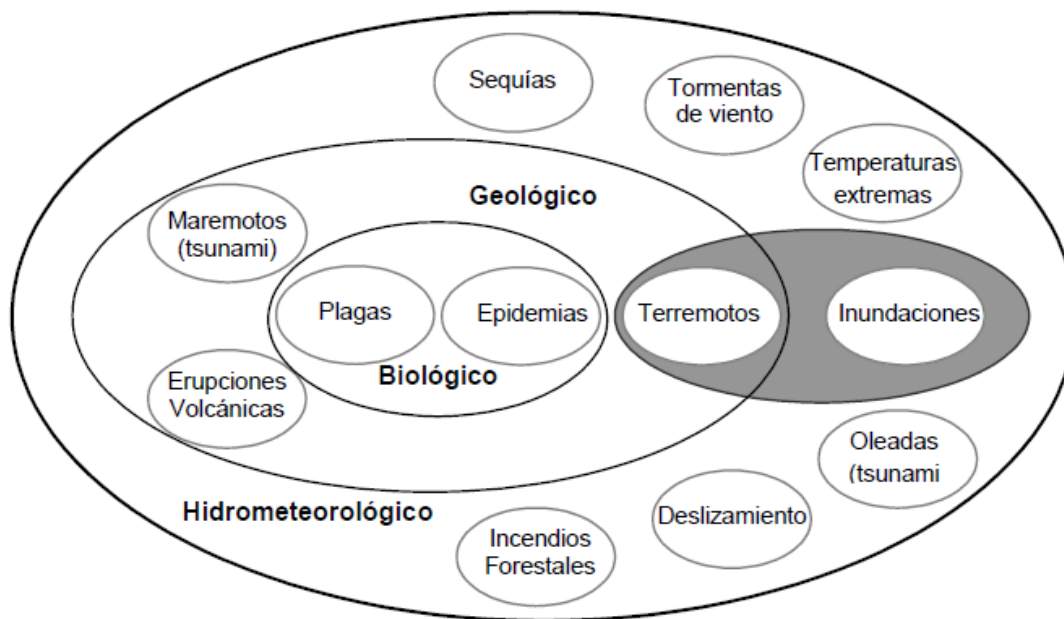 Sequías
Tormentas
de viento
Temperaturas
extremas
Geológico
Maremotos
(tsunami)
Plagas
Epidemias
Terremotos
Inundaciones
Biológico
Erupciones
Volcánicas
Oleadas
(tsunami
Hidrometeorológico
Deslizamiento
Incendios
Forestales